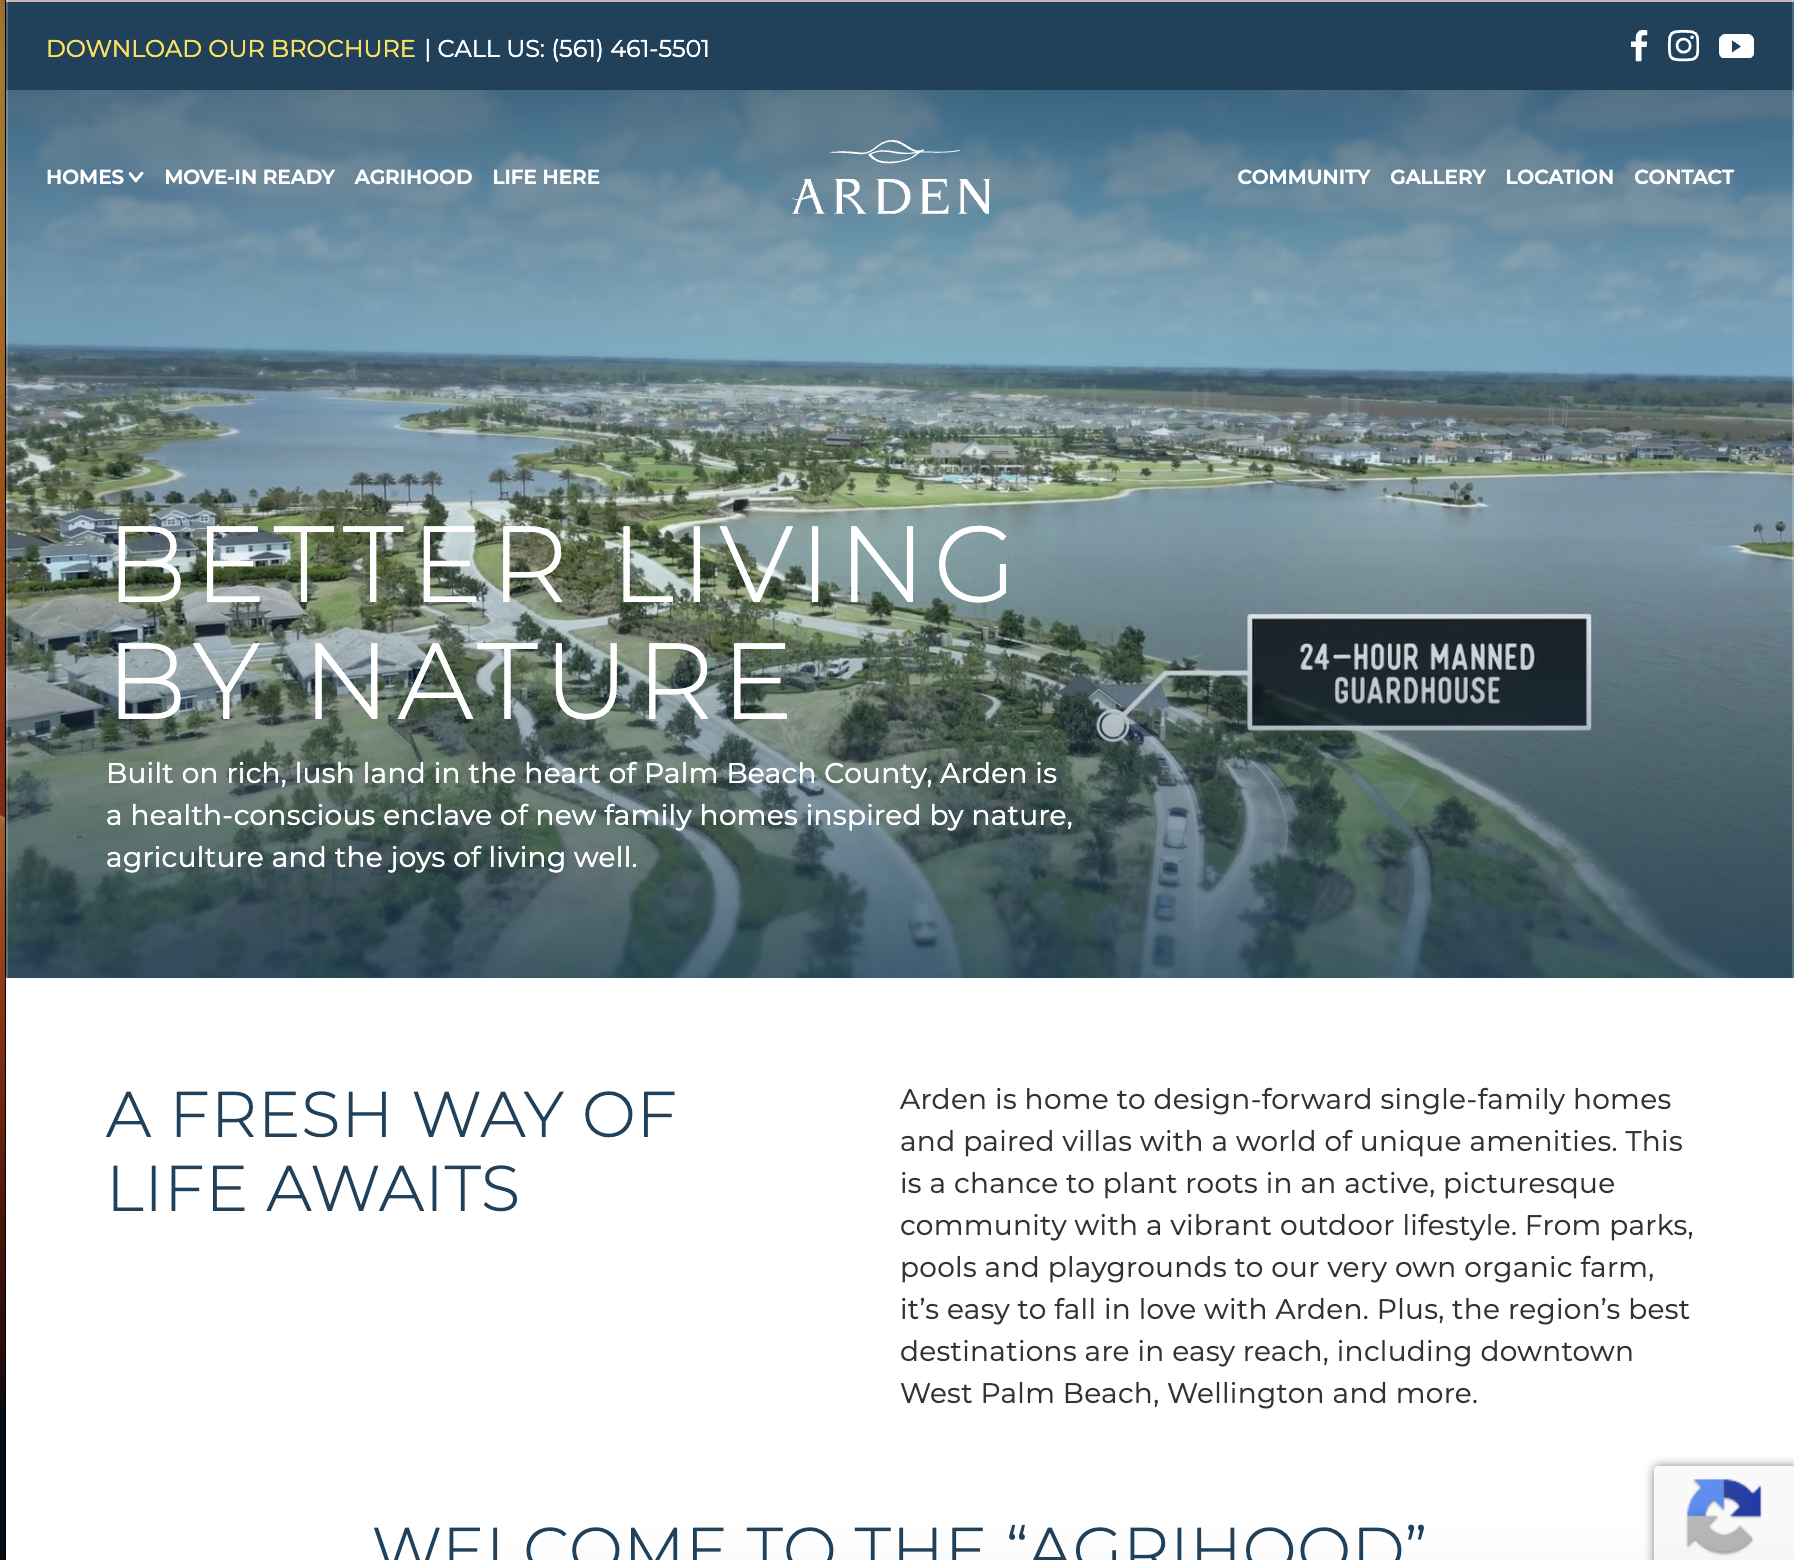 DOWNLOAD OUR BROCHURE | CALL US: (561) 461-5501
HOMES MOVE-IN READY AGRIHOOD LIFE HERE
ARDEN
COMMUNITY GALLERY LOCATION CONTACT
BETTER LIVING
BY NATURE
24-HOUR MANNED
GUARDHOUSE
Built on rich, lush land in the heart of Palm Beach County, Arden is
a health-conscious enclave of new family homes inspired by nature,
agriculture and the joys of living well.
A FRESH WAY OF
LIFE AWAITS
Arden is home to design-forward single-family homes
and paired villas with a world of unique amenities. This
is a chance to plant roots in an active, picturesque
community with a vibrant outdoor lifestyle. From parks,
pools and playgrounds to our very own organic farm,
it’s easy to fall in love with Arden. Plus, the region’s best
destinations are in easy reach, including downtown
West Palm Beach, Wellington and more.
WELCOME TO THE “AGRIHOOD”